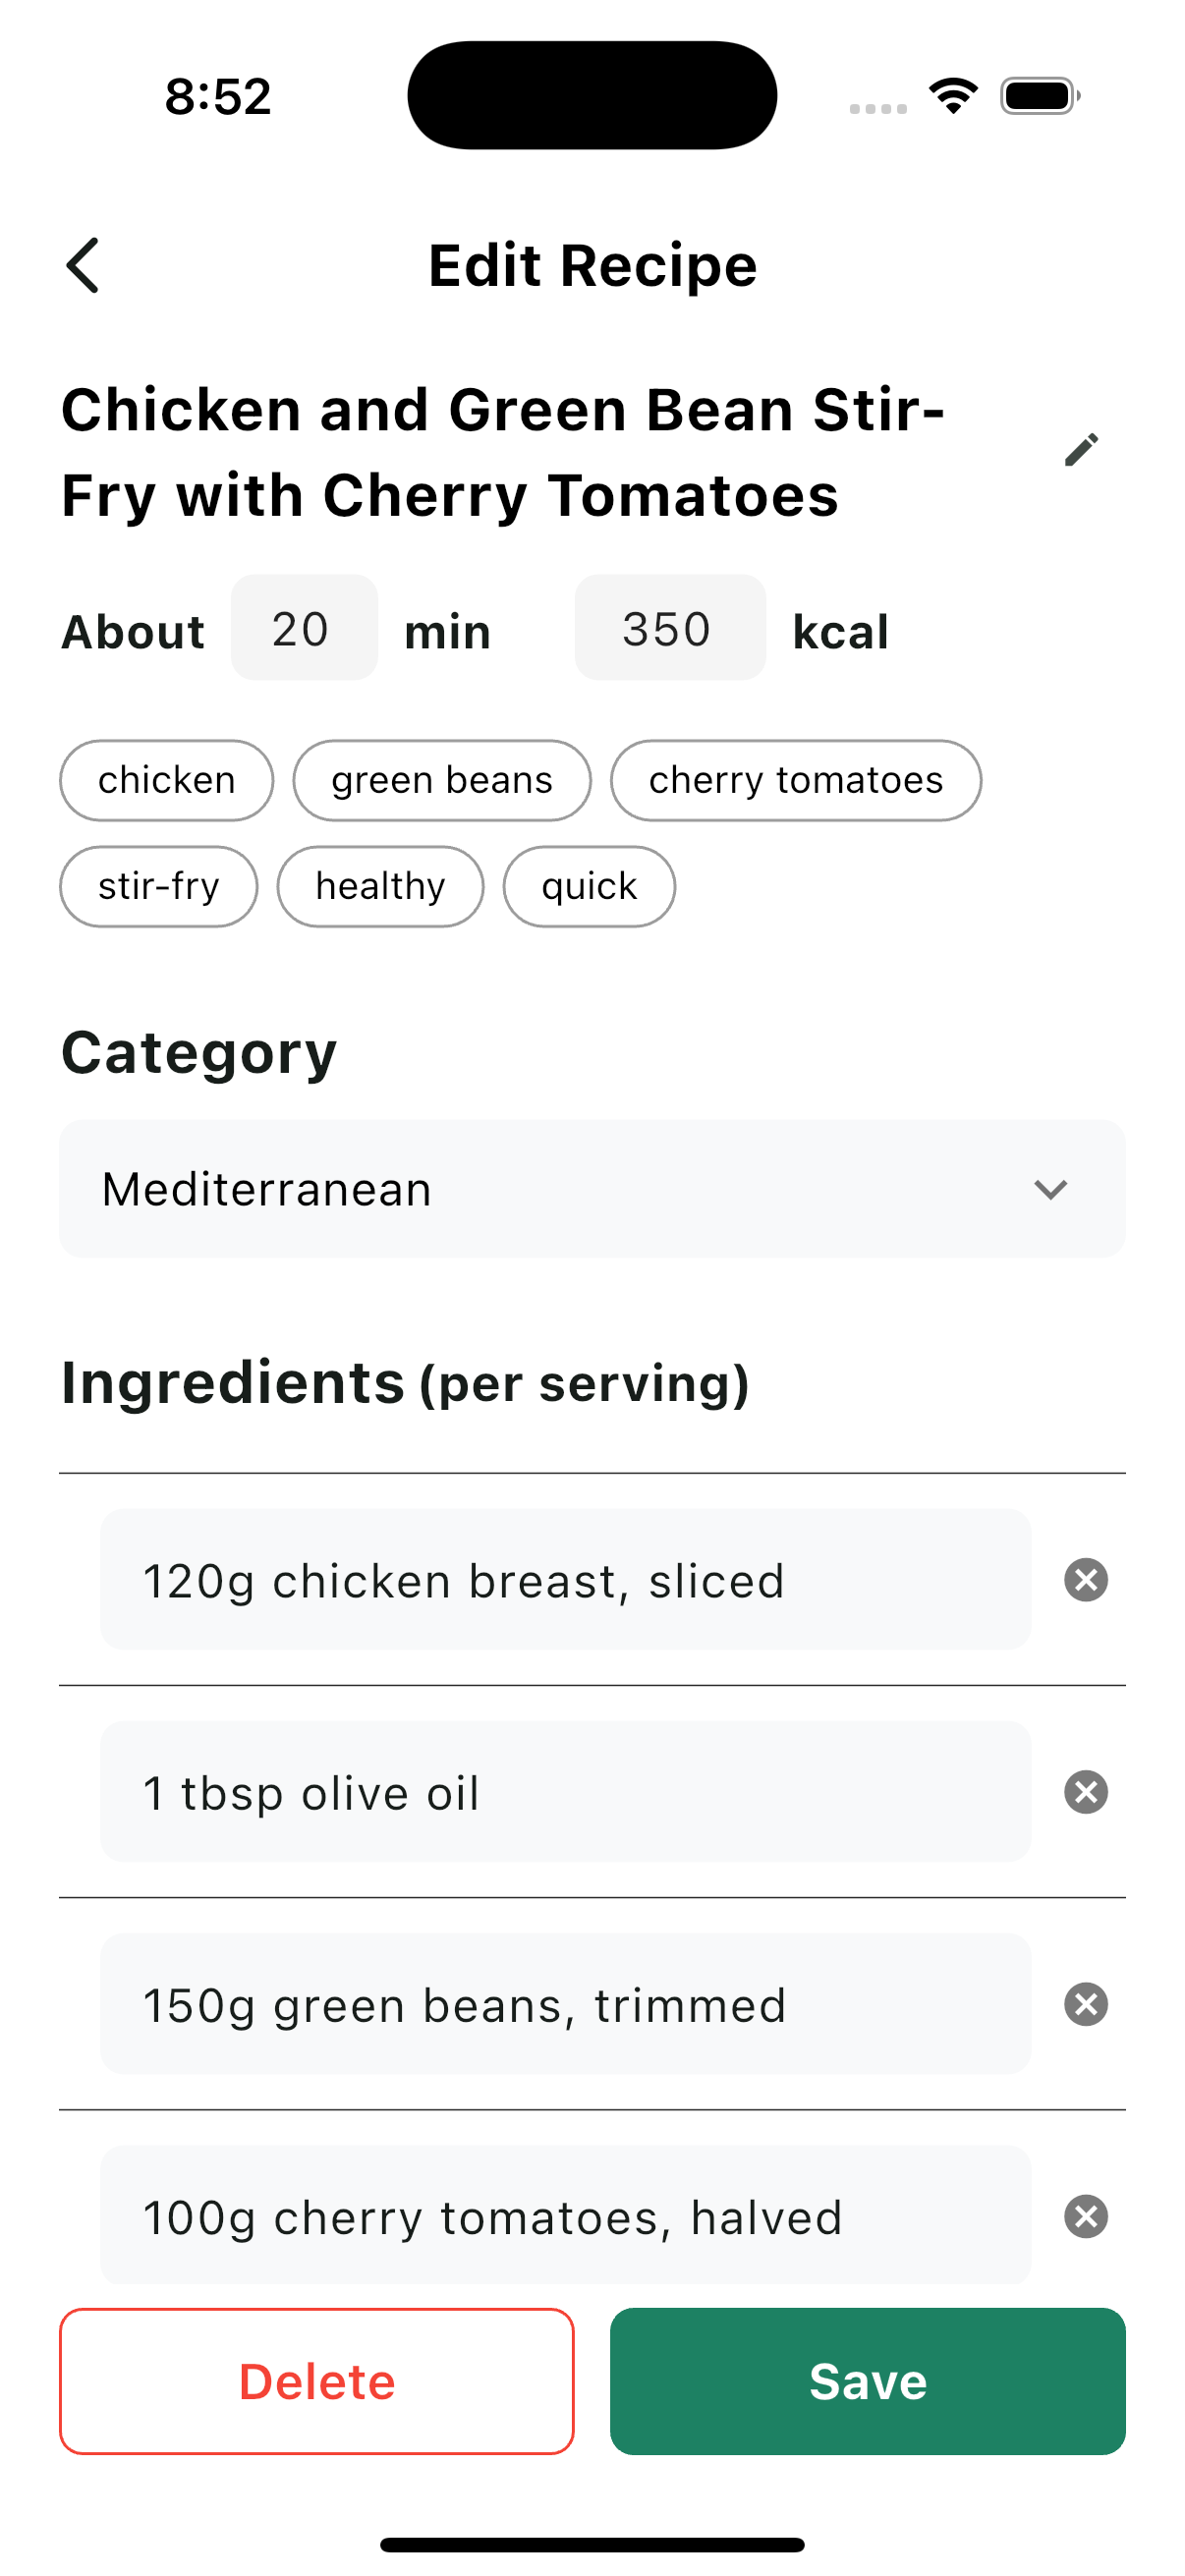 8:52
Edit Recipe
Chicken and Green Bean Stir-
Fry with Cherry Tomatoes
About 20 min 350 kcal
chicken green beans cherry tomatoes
stir-fry healthy quick
Category
Mediterranean
Ingredients (per serving)
120g chicken breast, sliced
1 tbsp olive oil
150g green beans, trimmed
100g cherry tomatoes, halved
Delete Save